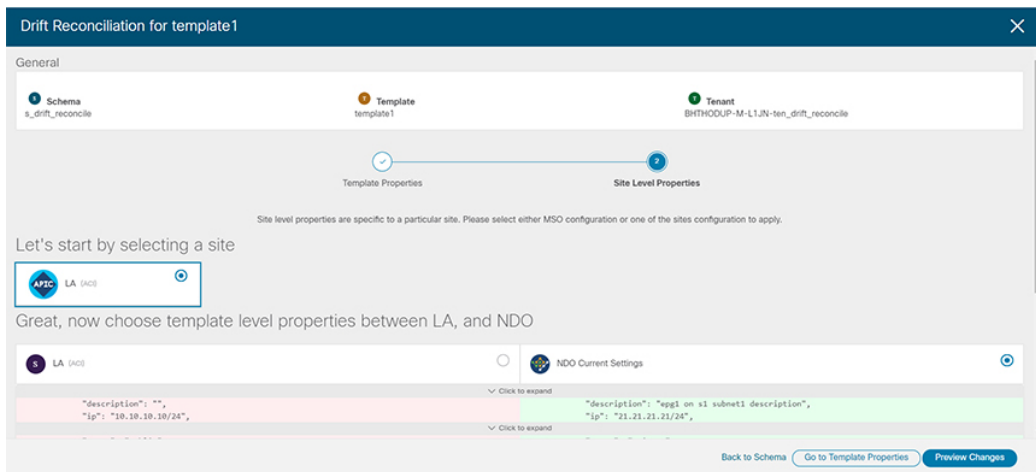 Drift Reconciliation for template1
General
S Schema
s_drift_reconcile
T Template
template1
T Tenant
BHTHODUP-M-L1JN-ten_drift_reconcile
2
Template Properties
Site Level Properties
Site level properties are specific to a particular site. Please select either MSO configuration or one of the sites configuration to apply.
Let's start by selecting a site
APIC LA (ACI)
Great, now choose template level properties between LA, and NDO
S LA (ACI)
NDO Current Settings
Click to expand
"description": "",
"ip": "10.10.10.10/24",
"description": "epg1 on s1 subnet1 description",
"ip": "21.21.21.21/24",
Click to expand
Back to Schema Go to Template Properties Preview Changes